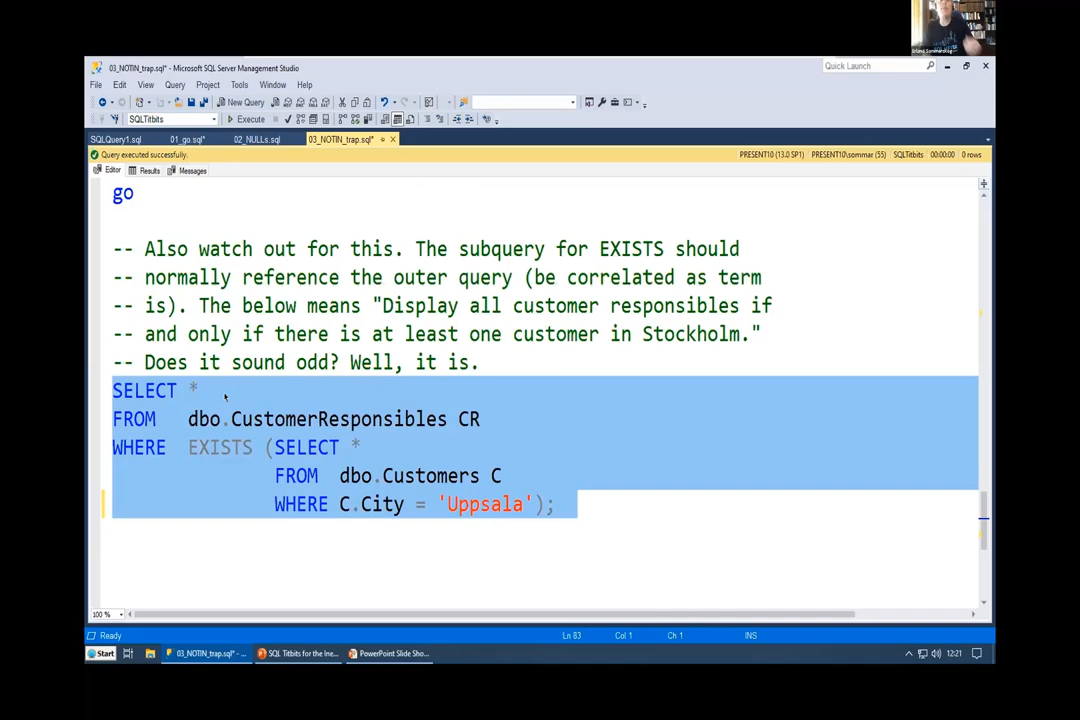 Erland Sommarskog
03_NOTIN_trap.sql* - Microsoft SQL Server Management Studio
Quick Launch
File Edit View Query Project Tools Window Help
New Query
SQLTitbits
Execute
SQLQuery1.sql 01_go.sql* 02_NULLs.sql 03_NOTIN_trap.sql*
Query executed successfully. PRESENT10 (13.0 SP1) PRESENT10\sommar (55) SQLTitbits 00:00:00 0 rows
Editor Results Messages
go
-- Also watch out for this. The subquery for EXISTS should
-- normally reference the outer query (be correlated as term
-- is). The below means "Display all customer responsibles if
-- and only if there is at least one customer in Stockholm."
-- Does it sound odd? Well, it is.
SELECT *
FROM dbo.CustomerResponsibles CR
WHERE EXISTS (SELECT *
FROM dbo.Customers C
WHERE C.City = 'Uppsala');
100 %
Ready Ln 83 Col 1 Ch 1 INS
Start 03_NOTIN_trap.sql* - ... SQL Titbits for the Ine... PowerPoint Slide Sho... 12:21